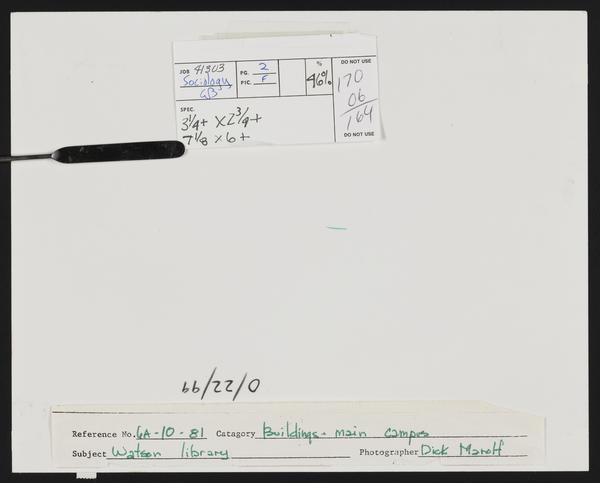 JOB 41303 PG. 2 % DO NOT USE
Sociology PIC. F 46% 170
GB 06
SPEC. 164
3 1/4+ X 2 3/4+
7 1/8 x 6+ DO NOT USE
66/22/0
Reference No. GA-10-81 Catagory Buildings - main campus
Subject Watson library Photographer Dick